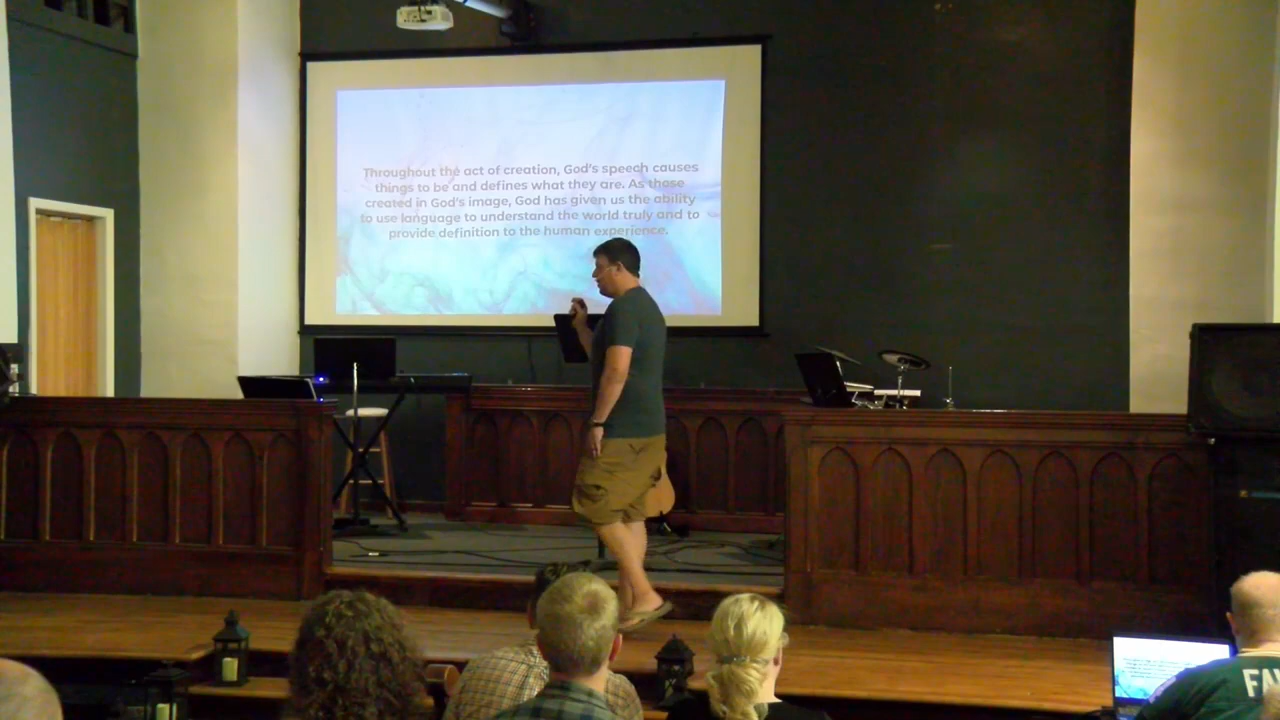 Throughout the act of creation, God's speech causes
things to be and defines what they are. As those
created in God's image, God has given us the ability
to use language to understand the world truly and to
provide definition to the human experience.
FA